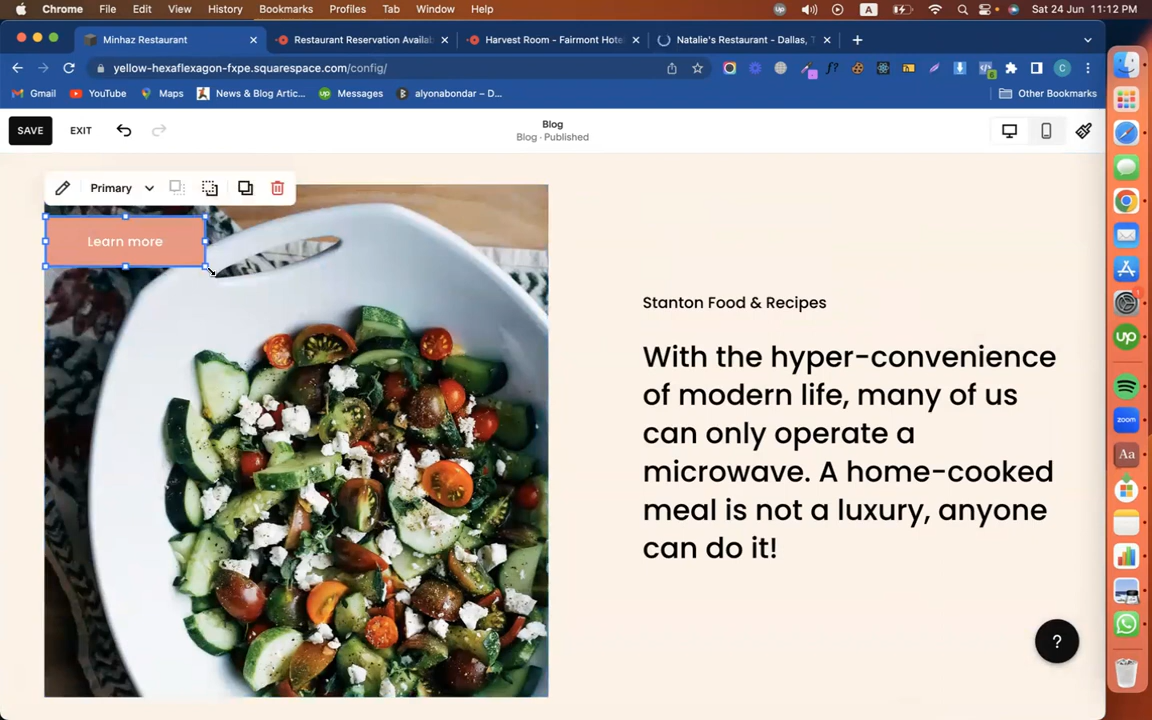 Chrome File Edit View History Bookmarks Profiles Tab Window Help
A
Sat 24 Jun 11:12 PM
Minhaz Restaurant
Restaurant Reservation Availa
Harvest Room - Fairmont Hote
Natalie's Restaurant - Dallas, T
yellow-hexaflexagon-fxpe.squarespace.com/config/
f?
C
Gmail
YouTube
Maps
News & Blog Artic...
Messages
alyonabondar – D...
Other Bookmarks
SAVE
EXIT
Blog
Blog · Published
Primary
Learn more
Stanton Food & Recipes
With the hyper-convenience
of modern life, many of us
can only operate a
microwave. A home-cooked
meal is not a luxury, anyone
can do it!
?
up
zoom
Aa